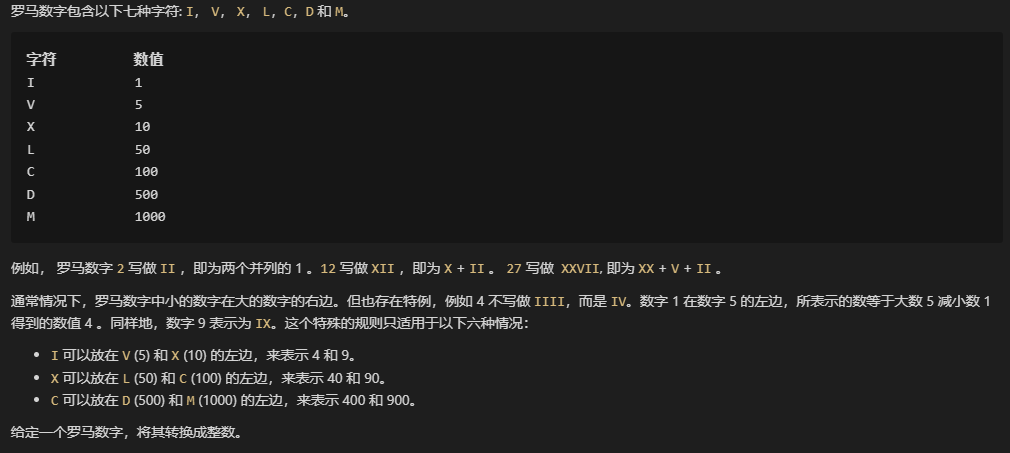 罗马数字包含以下七种字符: I， V， X， L，C，D 和 M。
字符          数值
I             1
V             5
X             10
L             50
C             100
D             500
M             1000
例如， 罗马数字 2 写做 II ，即为两个并列的 1 。12 写做 XII ，即为 X + II 。 27 写做  XXVII, 即为 XX + V + II 。
通常情况下，罗马数字中小的数字在大的数字的右边。但也存在特例，例如 4 不写做 IIII，而是 IV。数字 1 在数字 5 的左边，所表示的数等于大数 5 减小数 1
得到的数值 4 。同样地，数字 9 表示为 IX。这个特殊的规则只适用于以下六种情况：
• I 可以放在 V (5) 和 X (10) 的左边，来表示 4 和 9。
• X 可以放在 L (50) 和 C (100) 的左边，来表示 40 和 90。
• C 可以放在 D (500) 和 M (1000) 的左边，来表示 400 和 900。
给定一个罗马数字，将其转换成整数。